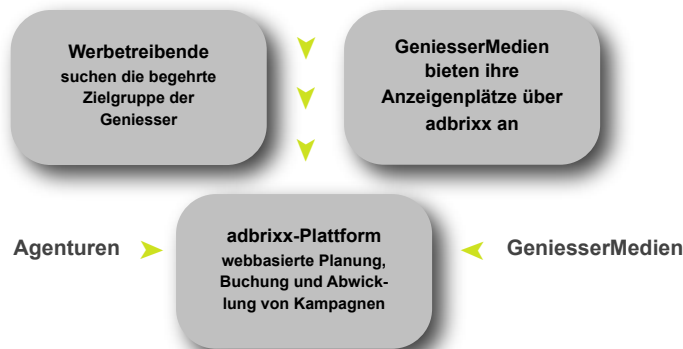 Werbetreibende
suchen die begehrte
Zielgruppe der
Geniesser
GeniesserMedien
bieten ihre
Anzeigenplätze über
adbrixx an
Agenturen
adbrixx-Plattform
webbasierte Planung,
Buchung und Abwick-
lung von Kampagnen
GeniesserMedien